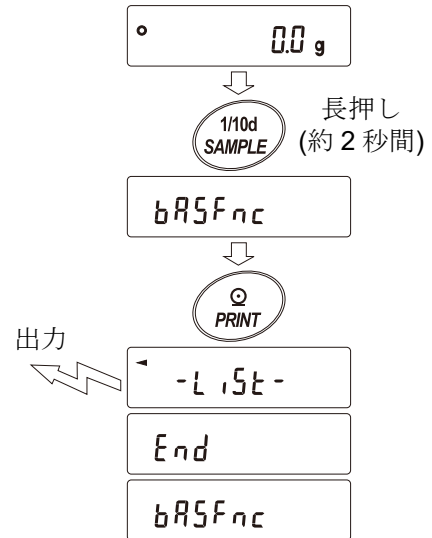 0.0 g
1/10d
SAMPLE
長押し
(約 2 秒間)
bASFnc
PRINT
出力
-LiSt-
End
bASFnc